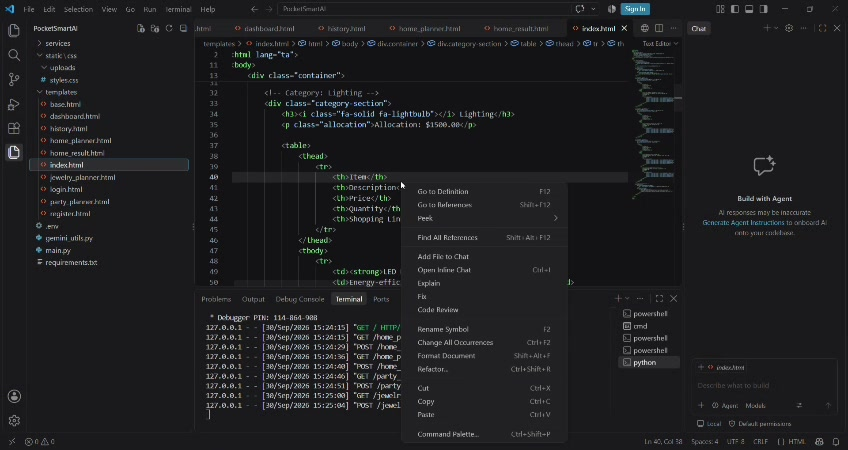 File Edit Selection View Go Run Terminal Help
PocketSmartAI
Sign In
PocketSmartAI
services
static \ css
uploads
styles.css
templates
base.html
dashboard.html
history.html
home_planner.html
home_result.html
index.html
jewelry_planner.html
login.html
party_planner.html
register.html
.env
gemini_utils.py
main.py
requirements.txt
.html dashboard.html history.html home_planner.html home_result.html index.html
templates > index.html > html > body > div.container > div.category-section > table > thead > tr > th
Text Editor
2 :html lang="ta">
11 :body>
13 <div class="container">
31
32 <!-- Category: Lighting -->
33 <div class="category-section">
34 <h3><i class="fa-solid fa-lightbulb"></i> Lighting</h3>
35 <p class="allocation">Allocation: $1500.00</p>
36
37 <table>
38 <thead>
39 <tr>
40 <th>Item</th>
41 <th>Description<
42 <th>Price</th>
43 <th>Quantity</th
44 <th>Shopping Lin
45 </tr>
46 </thead>
47 <tbody>
48 <tr>
49 <td><strong>LED
50 <td>Energy-effic d>
Go to Definition F12
Go to References Shift+F12
Peek
Find All References Shift+Alt+F12
Add File to Chat
Open Inline Chat Ctrl+I
Explain
Fix
Code Review
Rename Symbol F2
Change All Occurrences Ctrl+F2
Format Document Shift+Alt+F
Refactor... Ctrl+Shift+R
Cut Ctrl+X
Copy Ctrl+C
Paste Ctrl+V
Command Palette... Ctrl+Shift+P
Problems Output Debug Console Terminal Ports
* Debugger PIN: 114-864-908
127.0.0.1 - - [30/Sep/2026 15:24:15] "GET / HTTP/
127.0.0.1 - - [30/Sep/2026 15:24:15] "GET /home_p
127.0.0.1 - - [30/Sep/2026 15:24:29] "POST /home_
127.0.0.1 - - [30/Sep/2026 15:24:36] "GET /home_p
127.0.0.1 - - [30/Sep/2026 15:24:40] "POST /home_
127.0.0.1 - - [30/Sep/2026 15:24:46] "GET /party_
127.0.0.1 - - [30/Sep/2026 15:24:51] "POST /party
127.0.0.1 - - [30/Sep/2026 15:25:00] "GET /jewelr
127.0.0.1 - - [30/Sep/2026 15:25:04] "POST /jewel
powershell
cmd
powershell
powershell
python
Chat
Build with Agent
AI responses may be inaccurate
Generate Agent Instructions to onboard AI
onto your codebase.
index.html
Describe what to build
Agent Models
Local Default permissions
0 0
Ln 40, Col 38 Spaces: 4 UTF-8 CRLF {} HTML